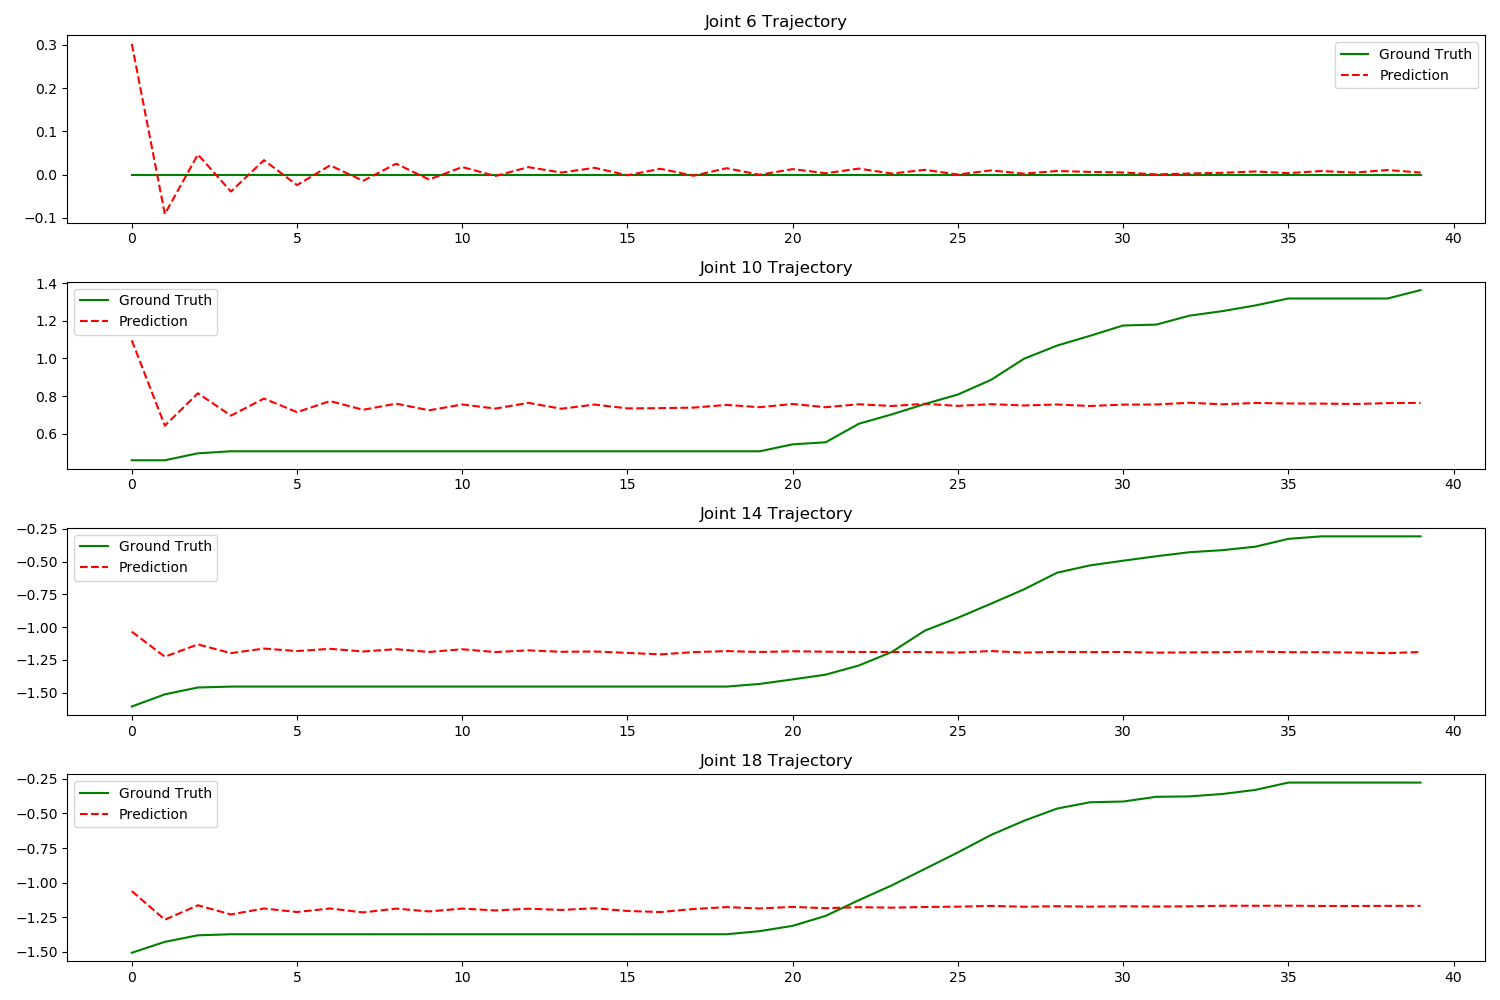 Joint 6 Trajectory
0.3
0.2
0.1
0.0
−0.1
Ground Truth
Prediction
0 5 10 15 20 25 30 35 40
Joint 10 Trajectory
1.4
1.2
1.0
0.8
0.6
Ground Truth
Prediction
0 5 10 15 20 25 30 35 40
Joint 14 Trajectory
−0.25
−0.50
−0.75
−1.00
−1.25
−1.50
Ground Truth
Prediction
0 5 10 15 20 25 30 35 40
Joint 18 Trajectory
−0.25
−0.50
−0.75
−1.00
−1.25
−1.50
Ground Truth
Prediction
0 5 10 15 20 25 30 35 40